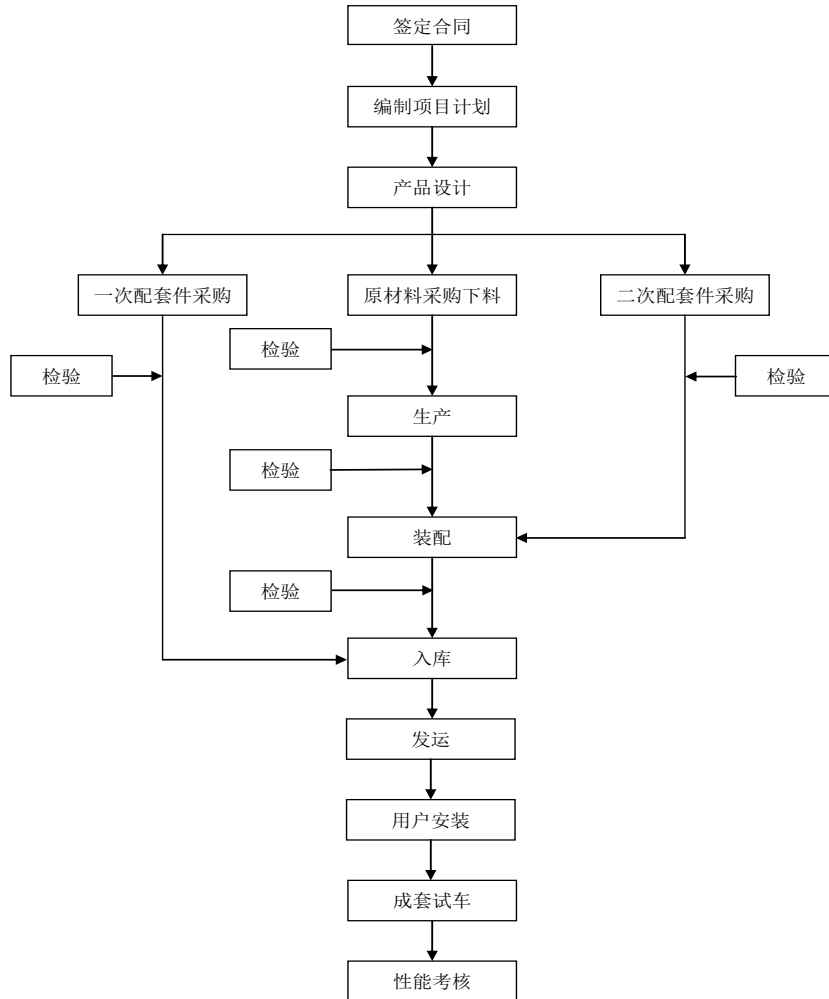 签定合同
编制项目计划
产品设计
一次配套件采购
原材料采购下料
二次配套件采购
检验
检验
检验
生产
检验
装配
检验
入库
发运
用户安装
成套试车
性能考核